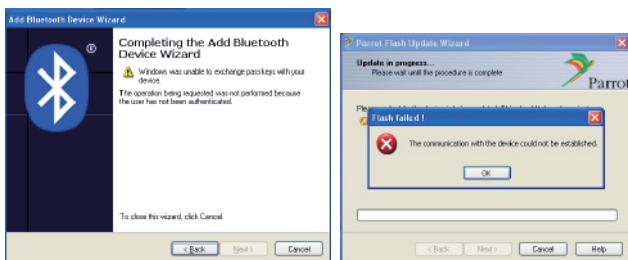 Add Bluetooth Device Wizard
®
Completing the Add Bluetooth
Device Wizard
Windows was unable to exchange passkeys with your
device.
The operation being requested was not performed because
the user has not been authenticated.
To close this wizard, click Cancel.
< Back
Next >
Cancel
Parrot Flash Update Wizard
Update in progress...
Please wait until the procedure is complete
Parrot
Flash failed !
The communication with the device could not be established.
OK
< Back
Next >
Cancel
Help